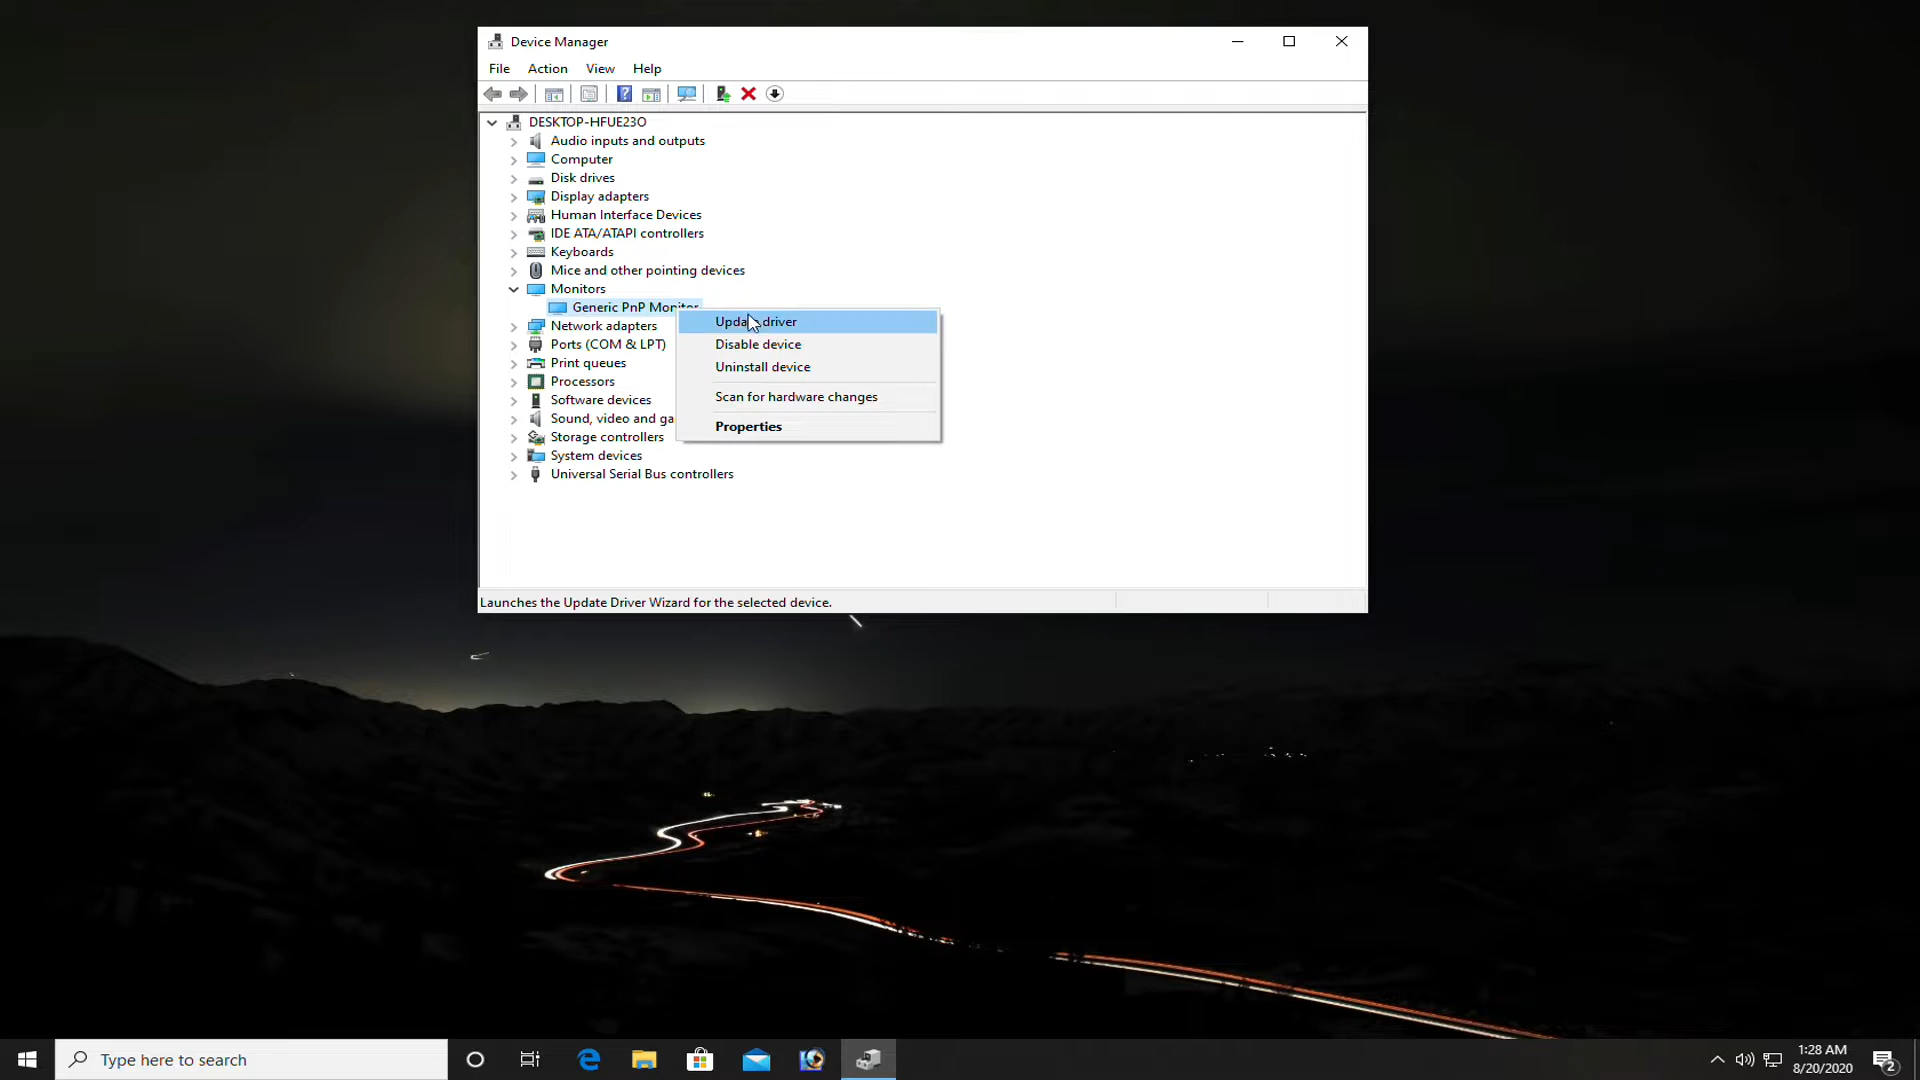 Device Manager
File Action View Help
DESKTOP-HFUE23O
Audio inputs and outputs
Computer
Disk drives
Display adapters
Human Interface Devices
IDE ATA/ATAPI controllers
Keyboards
Mice and other pointing devices
Monitors
Generic PnP Monitor
Update driver
Network adapters
Ports (COM & LPT)
Disable device
Print queues
Uninstall device
Processors
Software devices
Scan for hardware changes
Sound, video and ga
Properties
Storage controllers
System devices
Universal Serial Bus controllers
Launches the Update Driver Wizard for the selected device.
Type here to search
1:28 AM
8/20/2020
2